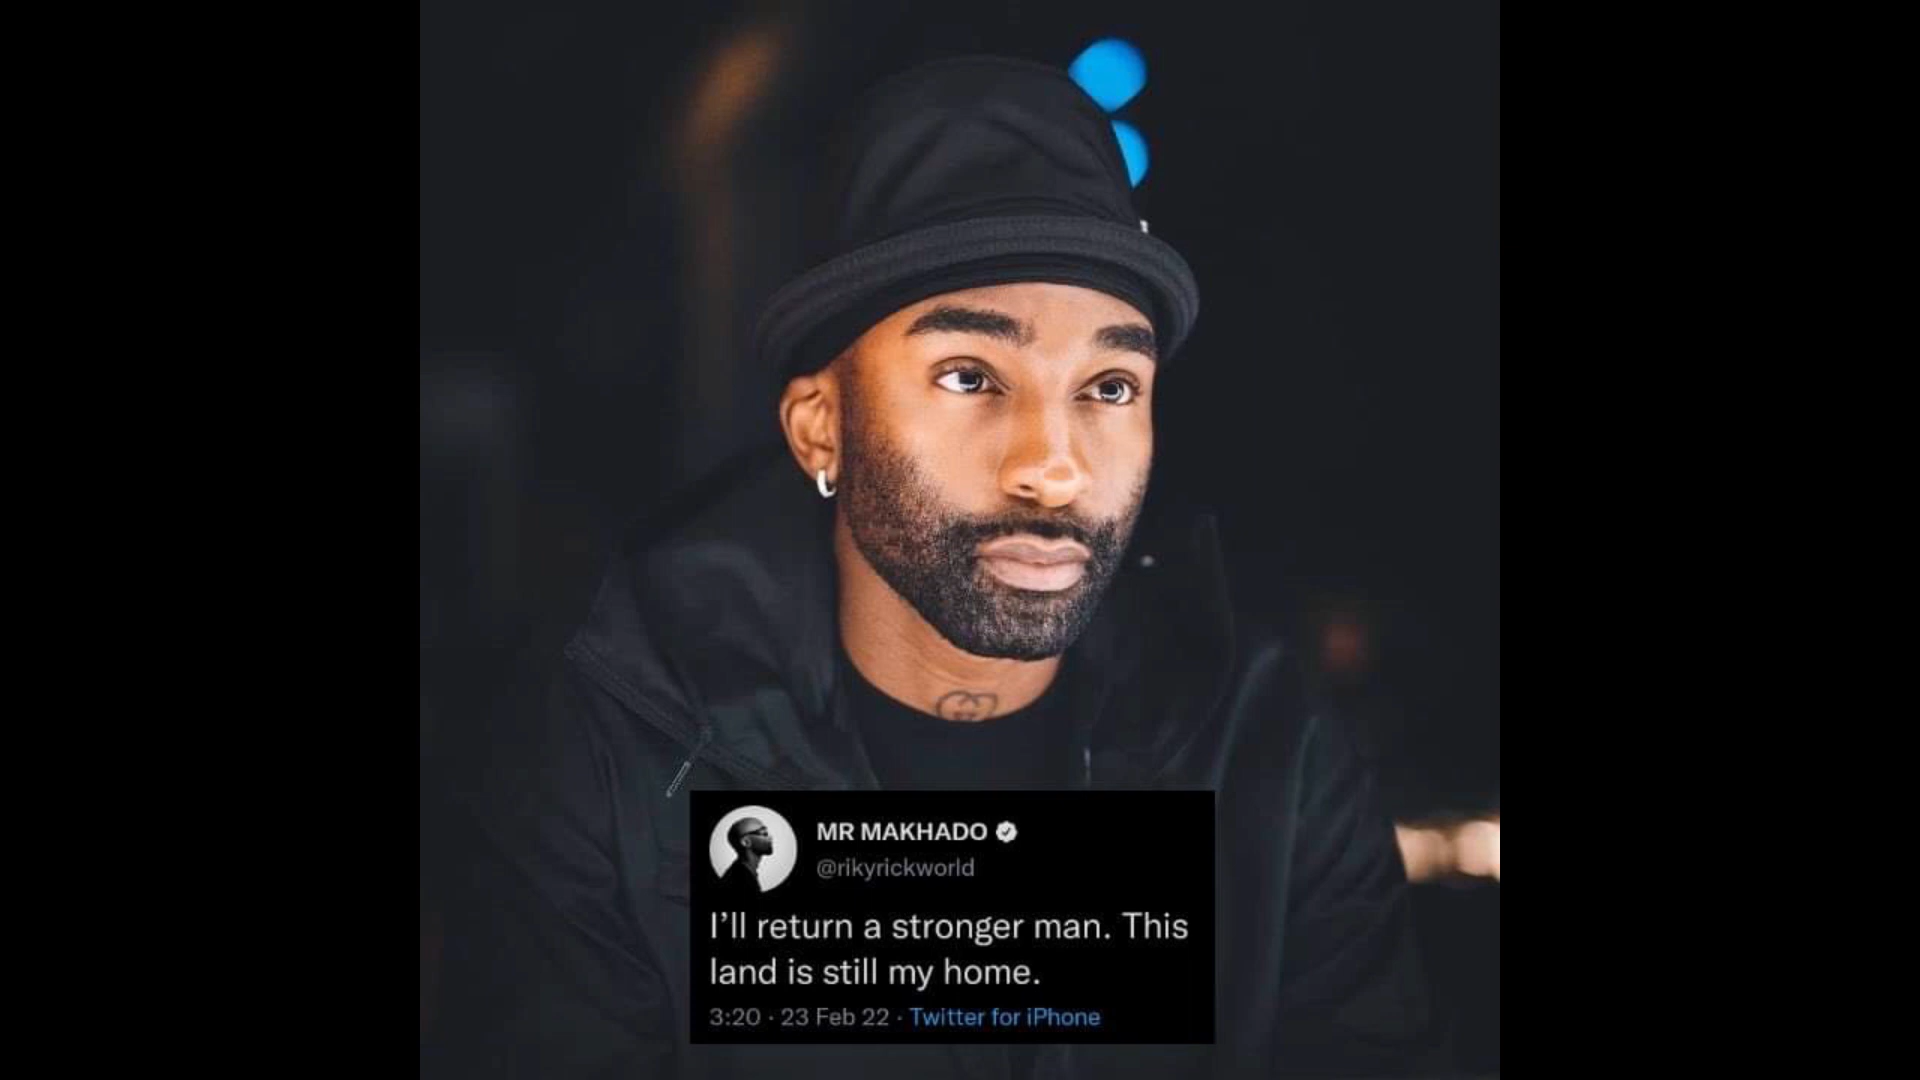 MR MAKHADO
@rikyrickworld
I’ll return a stronger man. This
land is still my home.
3:20 · 23 Feb 22 · Twitter for iPhone